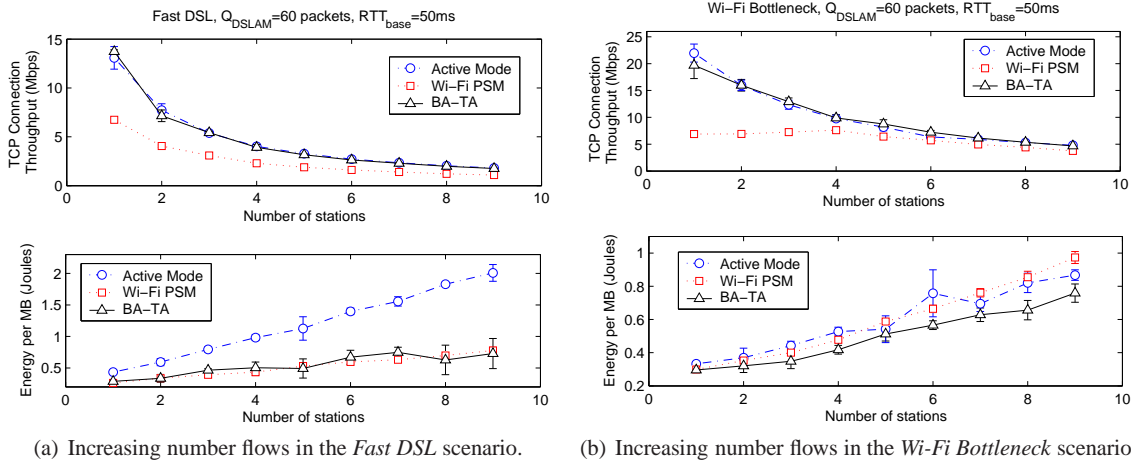 Fast DSL, Q_DSLAM=60 packets, RTT_base=50ms
15
10
5
0
TCP Connection
Throughput (Mbps)
Active Mode
Wi-Fi PSM
BA-TA
0 2 4 6 8 10
Number of stations
2
1.5
1
0.5
Energy per MB (Joules)
Active Mode
Wi-Fi PSM
BA-TA
0 2 4 6 8 10
Number of stations
(a) Increasing number flows in the Fast DSL scenario.
Wi-Fi Bottleneck, Q_DSLAM=60 packets, RTT_base=50ms
25
20
15
10
5
0
TCP Connection
Throughput (Mbps)
Active Mode
Wi-Fi PSM
BA-TA
0 2 4 6 8 10
Number of stations
1
0.8
0.6
0.4
0.2
Energy per MB (Joules)
Active Mode
Wi-Fi PSM
BA-TA
0 2 4 6 8 10
Number of stations
(b) Increasing number flows in the Wi-Fi Bottleneck scenario